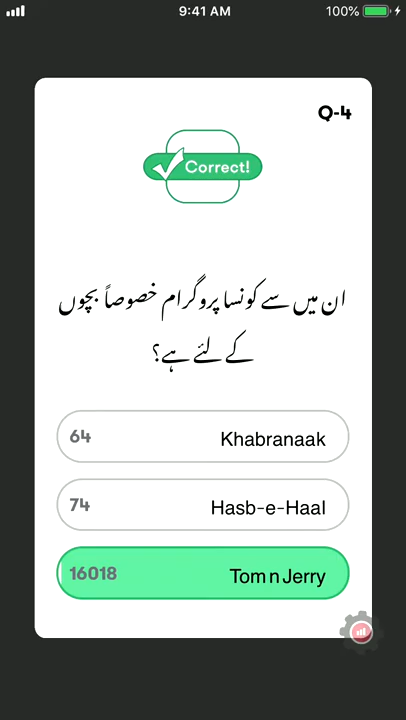 9:41 AM
100%
Q-4
Correct!
ان میں سے کونسا پروگرام خصوصاً بچوں
کے لئے ہے؟
64 Khabranaak
74 Hasb-e-Haal
16018 Tom n Jerry